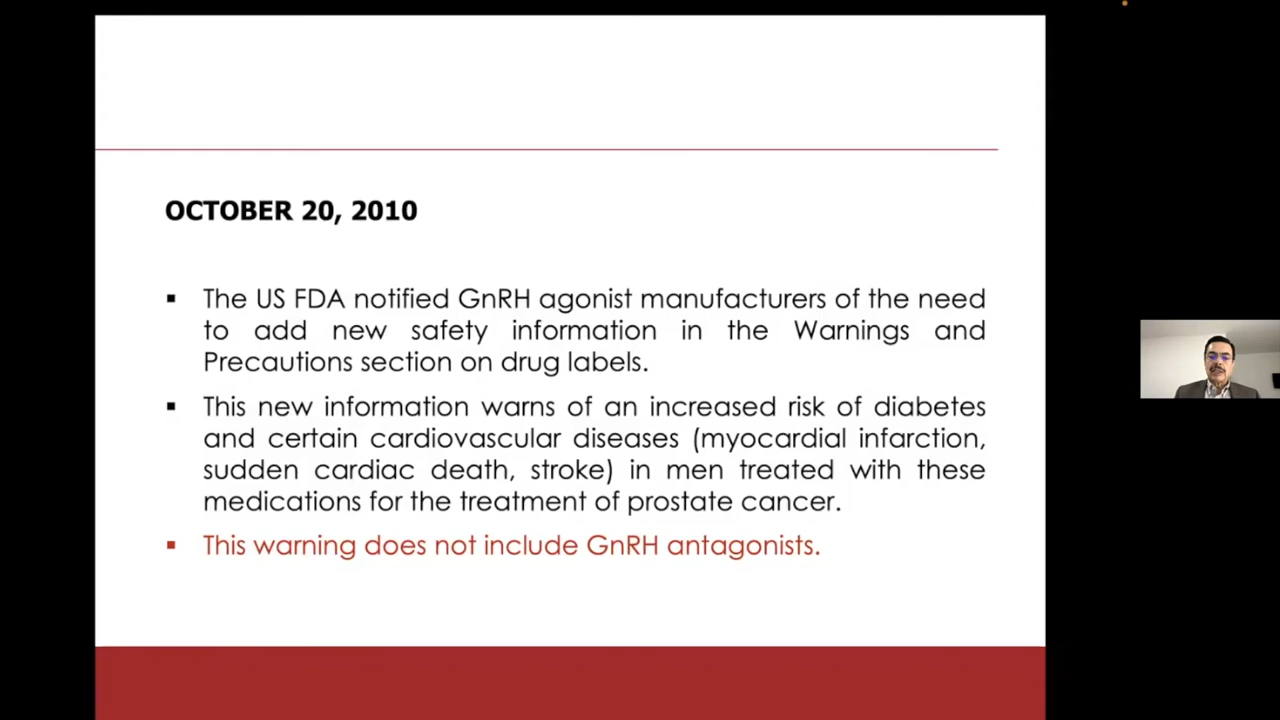 OCTOBER 20, 2010
▪ The US FDA notified GnRH agonist manufacturers of the need
to add new safety information in the Warnings and
Precautions section on drug labels.
▪ This new information warns of an increased risk of diabetes
and certain cardiovascular diseases (myocardial infarction,
sudden cardiac death, stroke) in men treated with these
medications for the treatment of prostate cancer.
▪ This warning does not include GnRH antagonists.